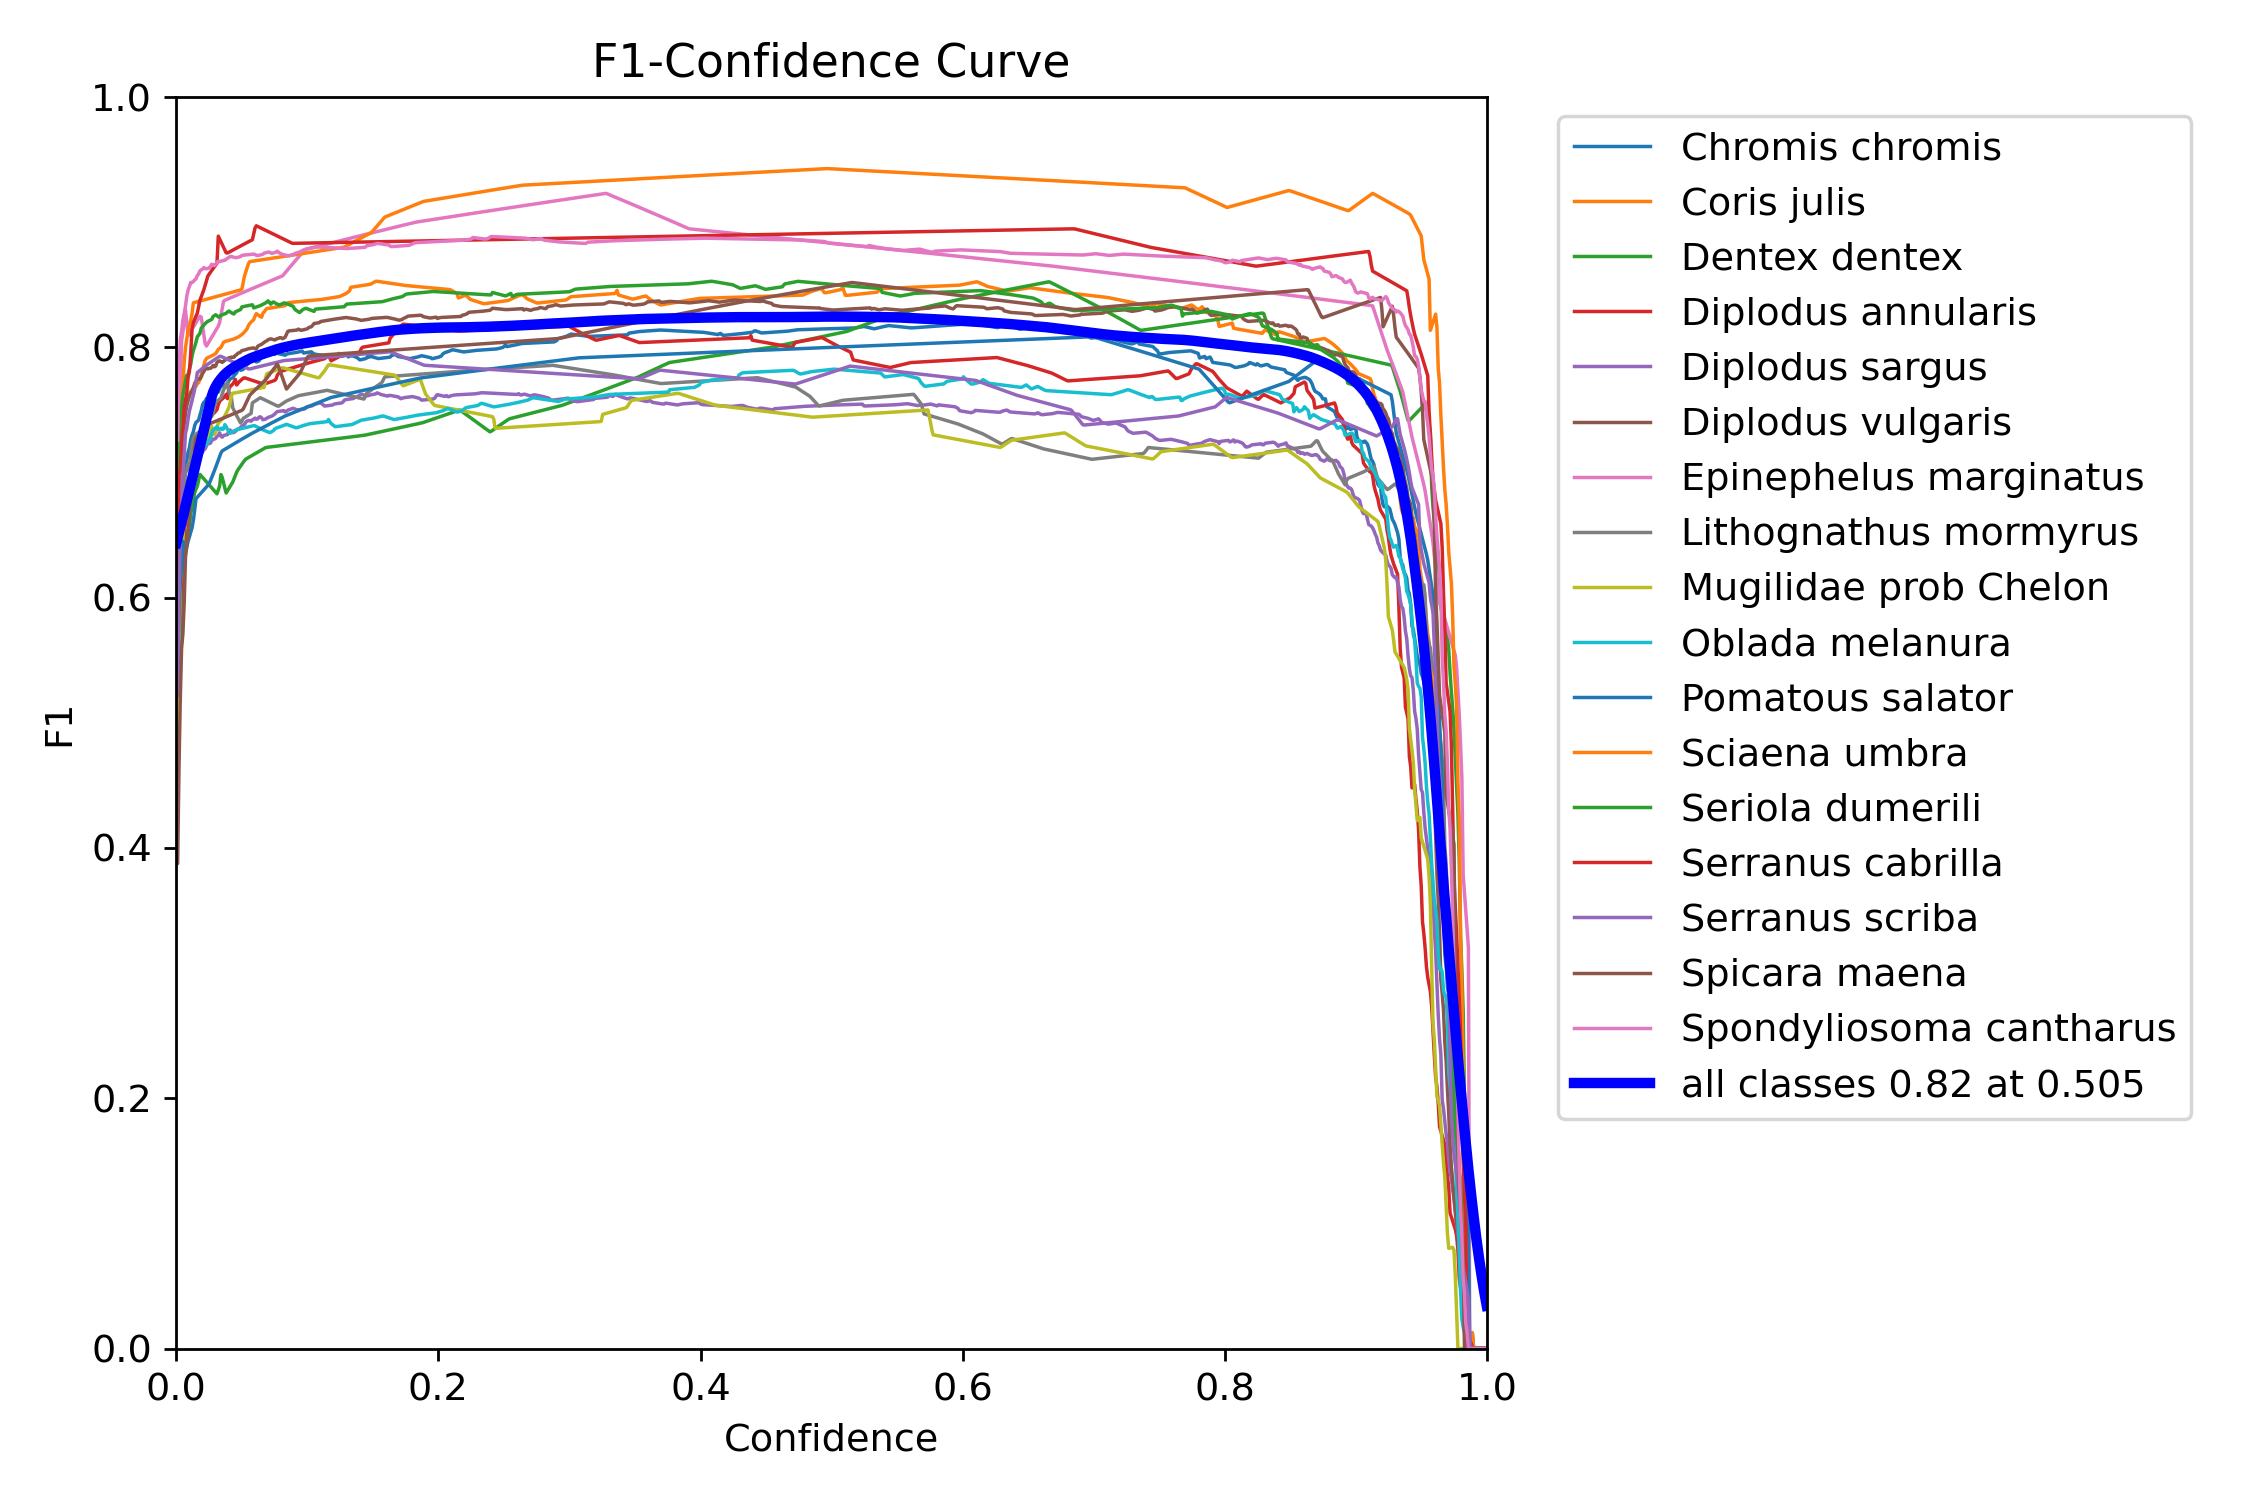 F1-Confidence Curve
1.0
0.8
0.6
0.4
0.2
0.0
F1
0.0 0.2 0.4 0.6 0.8 1.0
Confidence
Chromis chromis
Coris julis
Dentex dentex
Diplodus annularis
Diplodus sargus
Diplodus vulgaris
Epinephelus marginatus
Lithognathus mormyrus
Mugilidae prob Chelon
Oblada melanura
Pomatous salator
Sciaena umbra
Seriola dumerili
Serranus cabrilla
Serranus scriba
Spicara maena
Spondyliosoma cantharus
all classes 0.82 at 0.505